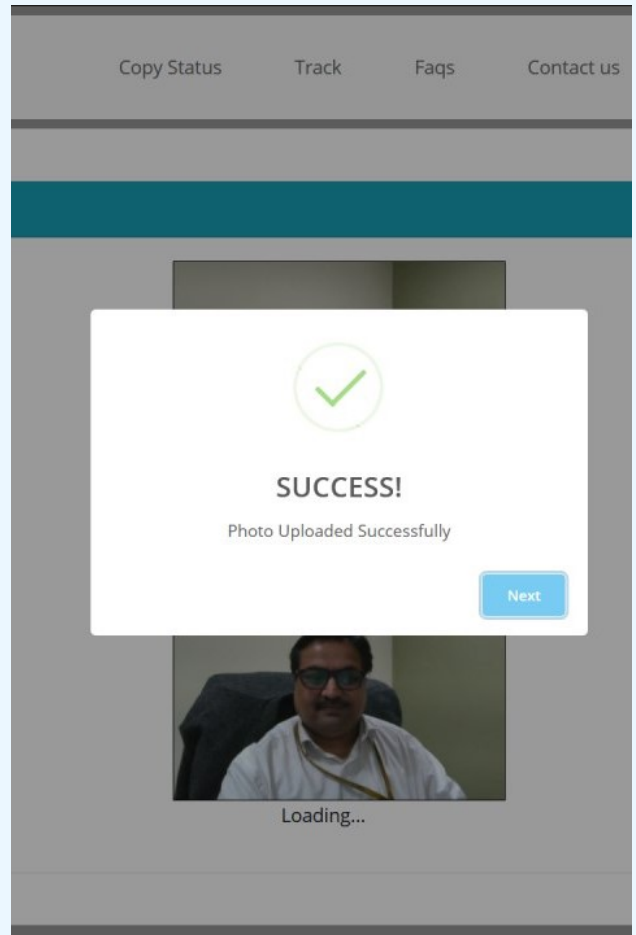 Copy Status Track Faqs Contact us
SUCCESS!
Photo Uploaded Successfully
Next
Loading...